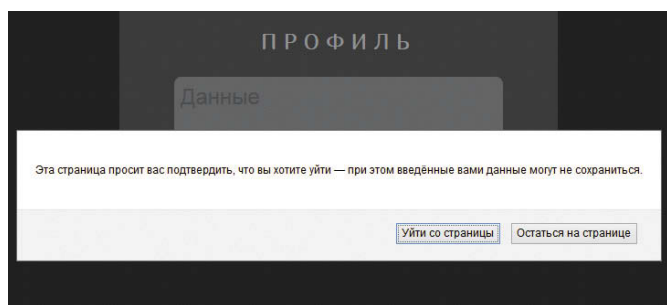 ПРОФИЛЬ
Данные
Эта страница просит вас подтвердить, что вы хотите уйти — при этом введённые вами данные могут не сохраниться.
Уйти со страницы Остаться на странице